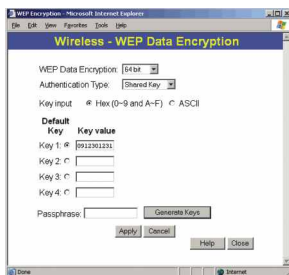 WEP Encryption - Microsoft Internet Explorer
File Edit View Favorites Tools Help
Wireless - WEP Data Encryption
WEP Data Encryption: 64 bit
Authentication Type: Shared Key
Key input Hex (0~9 and A~F) ASCII
Default
Key Key value
Key 1: 0912301231
Key 2:
Key 3:
Key 4:
Passphrase: Generate Keys
Apply Cancel
Help Close
Done Internet